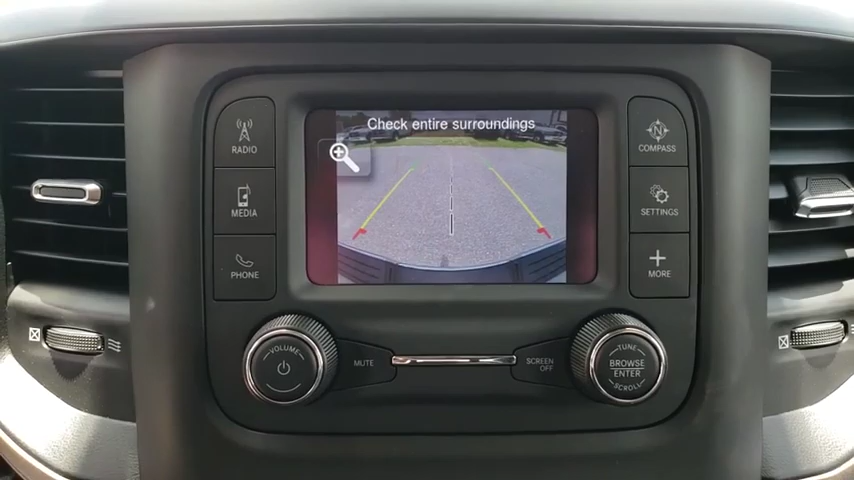 Check entire surroundings
RADIO
N
COMPASS
MEDIA
SETTINGS
PHONE
MORE
VOLUME
MUTE
SCREEN
OFF
TUNE
BROWSE
ENTER
SCROLL